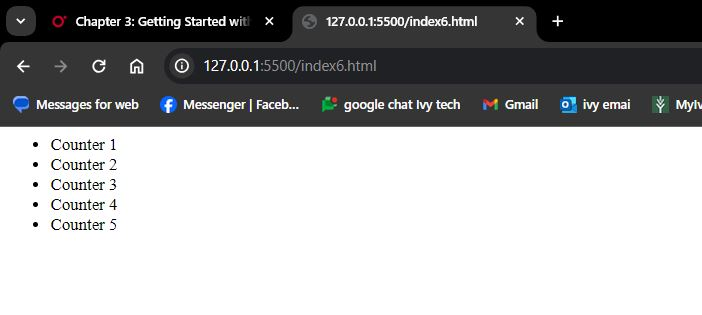 Chapter 3: Getting Started with
127.0.0.1:5500/index6.html
127.0.0.1:5500/index6.html
Messages for web Messenger | Faceb... google chat Ivy tech Gmail ivy emai MyIv
• Counter 1
• Counter 2
• Counter 3
• Counter 4
• Counter 5